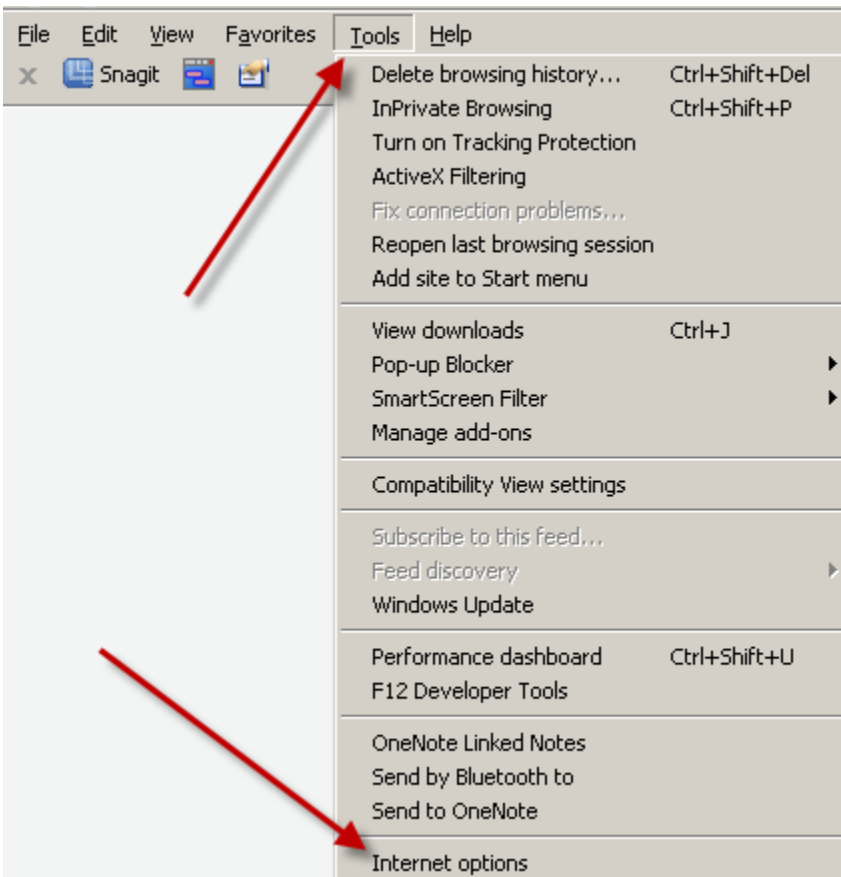 File Edit View Favorites Tools Help
x Snagit
Delete browsing history... Ctrl+Shift+Del
InPrivate Browsing Ctrl+Shift+P
Turn on Tracking Protection
ActiveX Filtering
Fix connection problems...
Reopen last browsing session
Add site to Start menu
View downloads Ctrl+J
Pop-up Blocker
SmartScreen Filter
Manage add-ons
Compatibility View settings
Subscribe to this feed...
Feed discovery
Windows Update
Performance dashboard Ctrl+Shift+U
F12 Developer Tools
OneNote Linked Notes
Send by Bluetooth to
Send to OneNote
Internet options